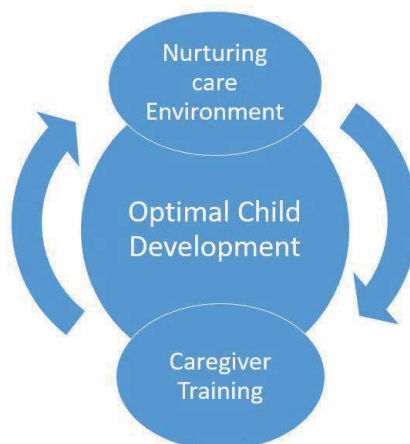 Nurturing
care
Environment
Optimal Child
Development
Caregiver
Training